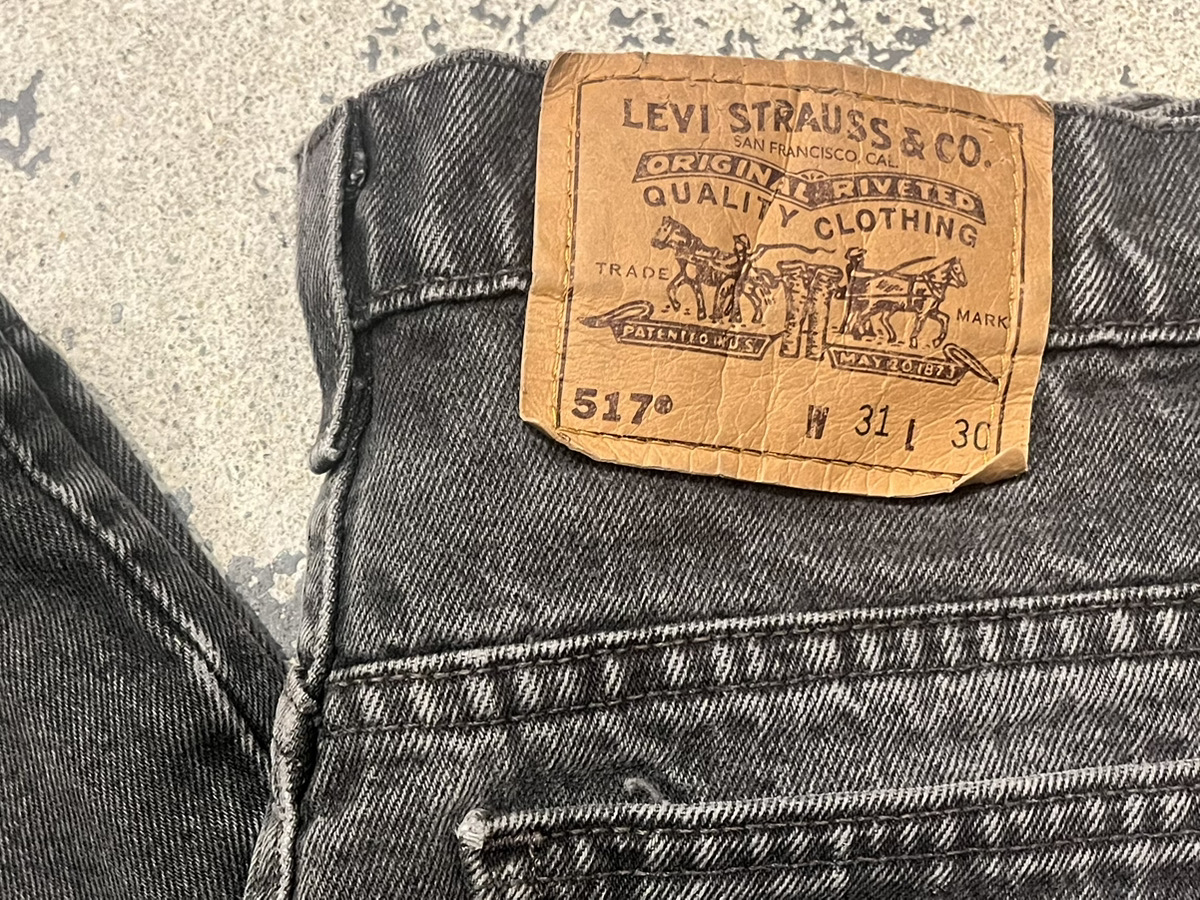 LEVI STRAUSS & CO.
SAN FRANCISCO, CAL.
ORIGINAL RIVETED
QUALITY CLOTHING
TRADE MARK
PATENTED IN U.S. MAY 20 1873
517® W 31 L 30